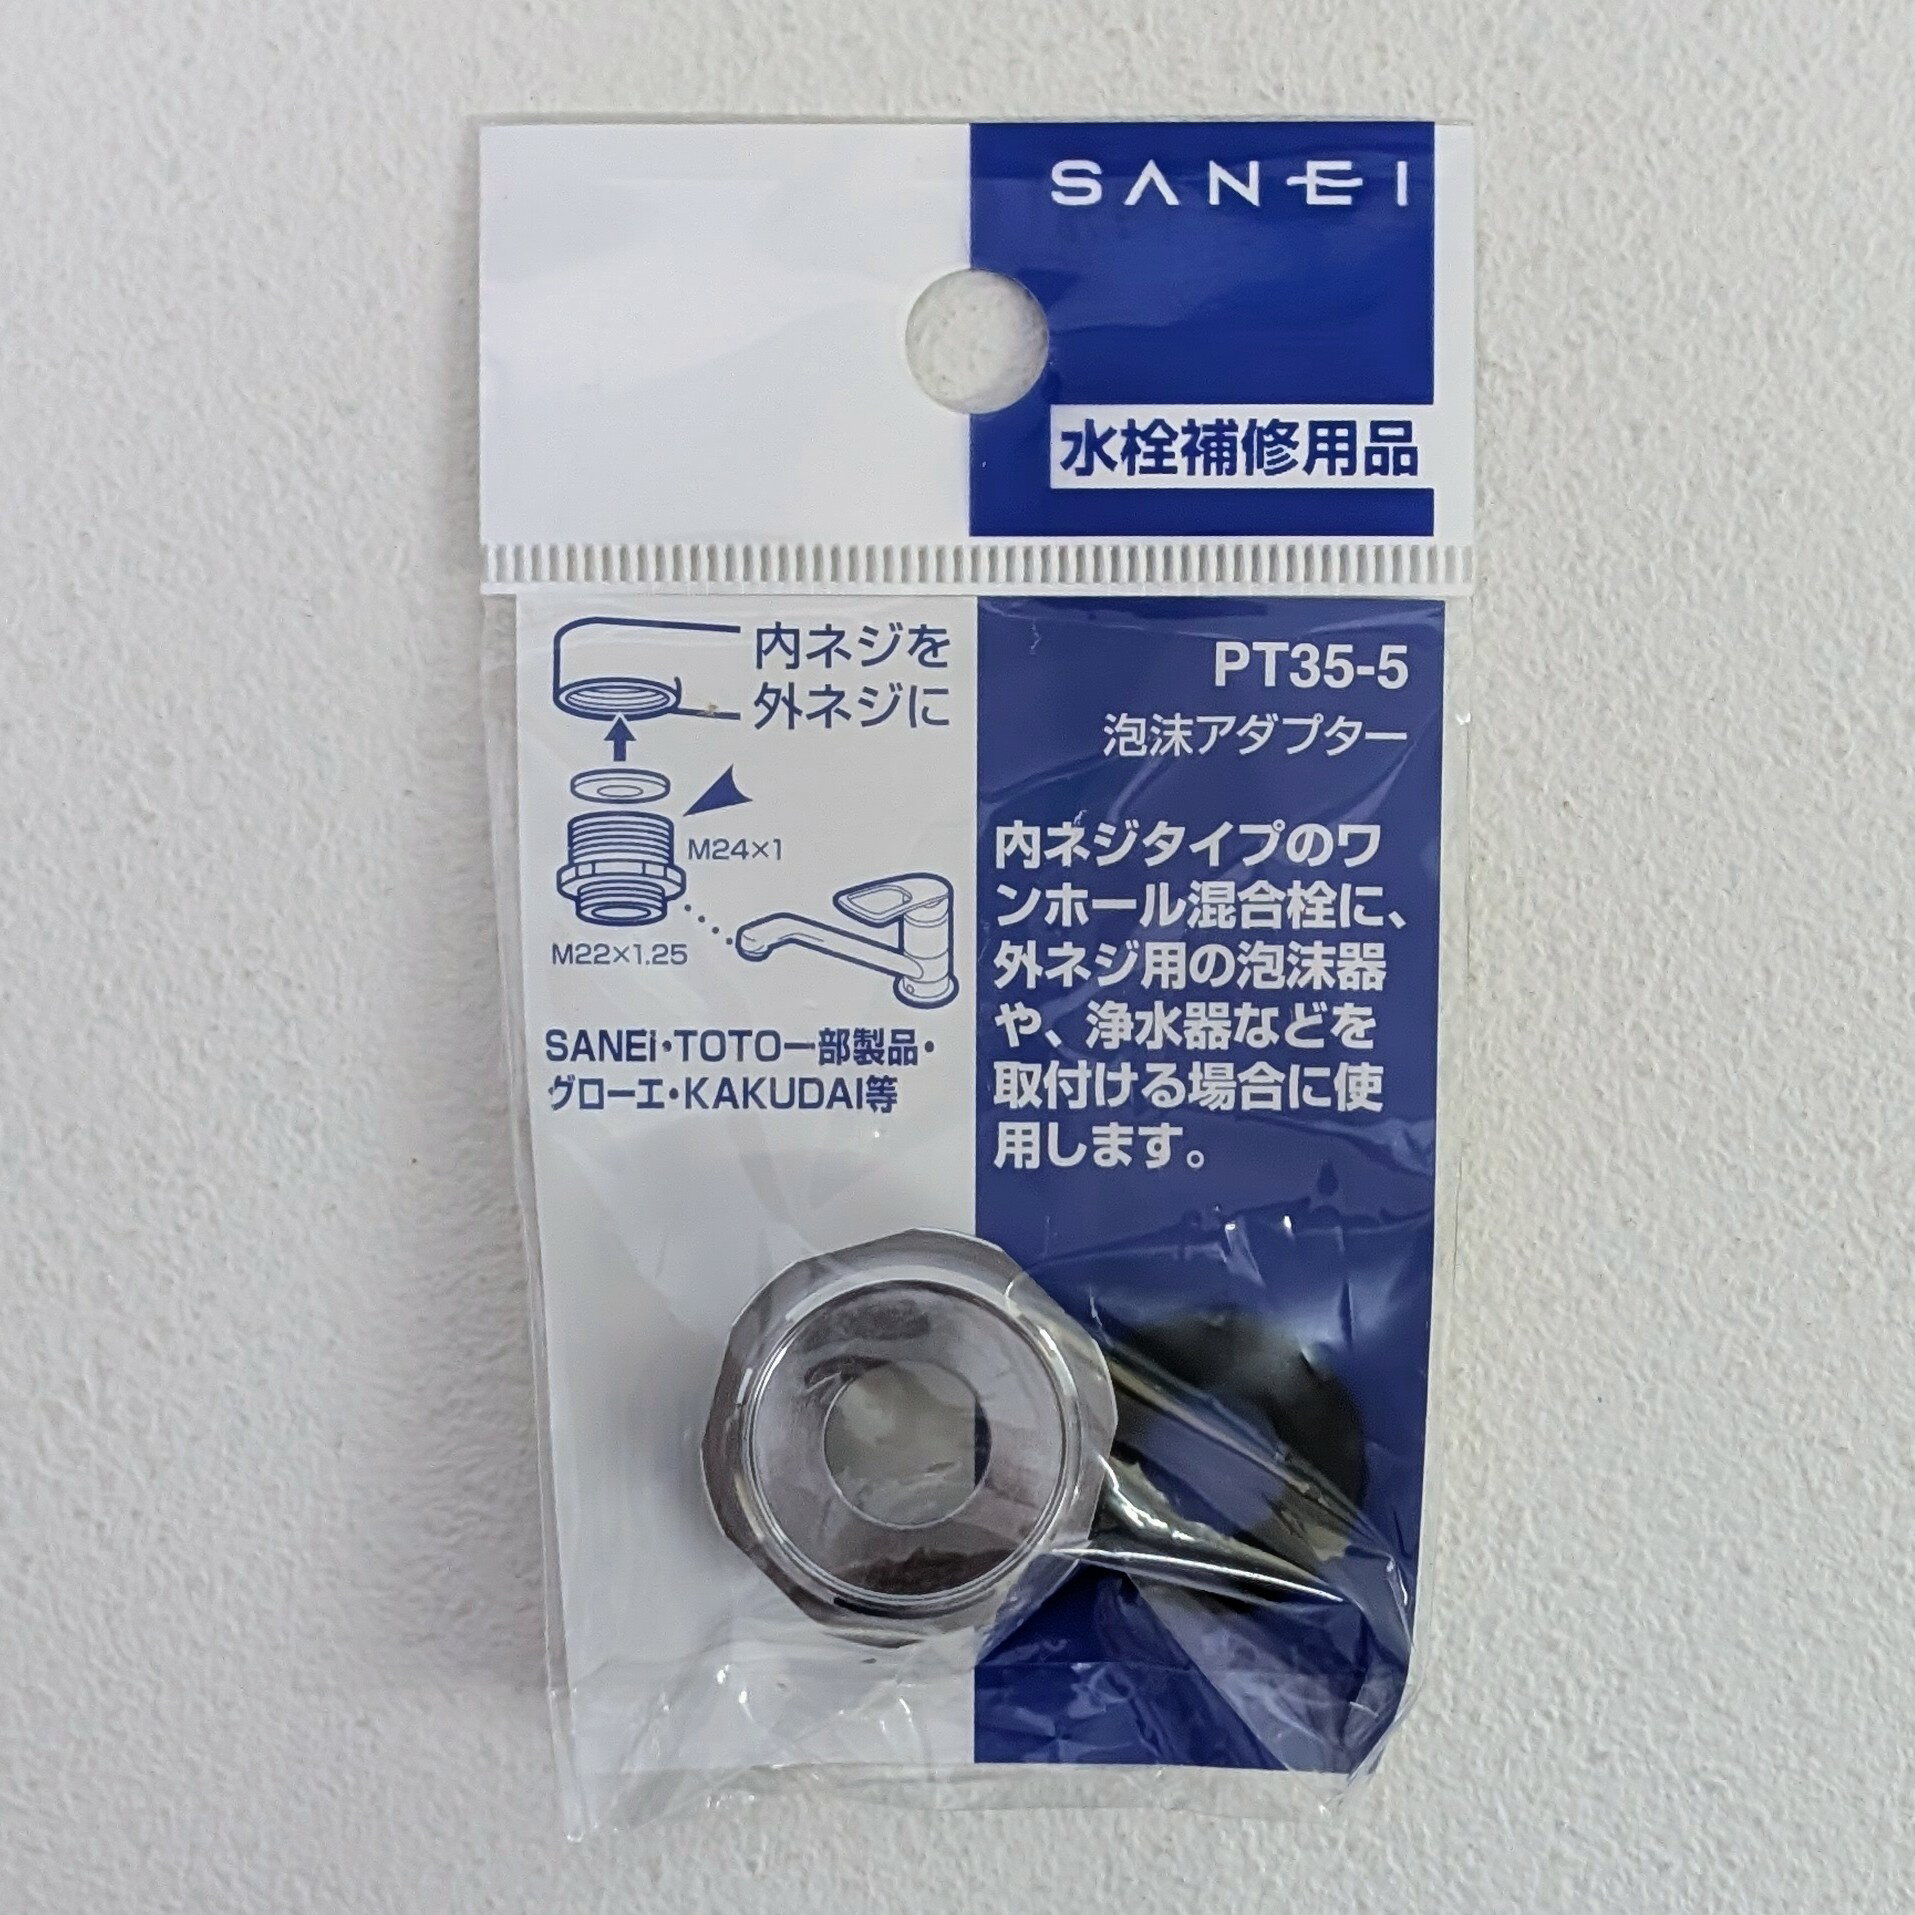 SANEI
水栓補修用品
内ネジを
外ネジに
M24×1
M22×1.25
SANEI・TOTO一部製品・
グローエ・KAKUDAI等
PT35-5
泡沫アダプター
内ネジタイプのワ
ンホール混合栓に、
外ネジ用の泡沫器
や、浄水器などを
取付ける場合に使
用します。